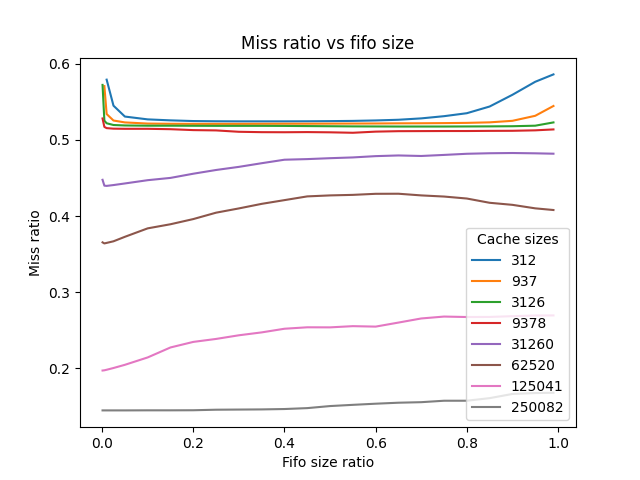 Miss ratio vs fifo size
0.6
0.5
0.4
0.3
0.2
Miss ratio
0.0 0.2 0.4 0.6 0.8 1.0
Fifo size ratio
Cache sizes
312
937
3126
9378
31260
62520
125041
250082